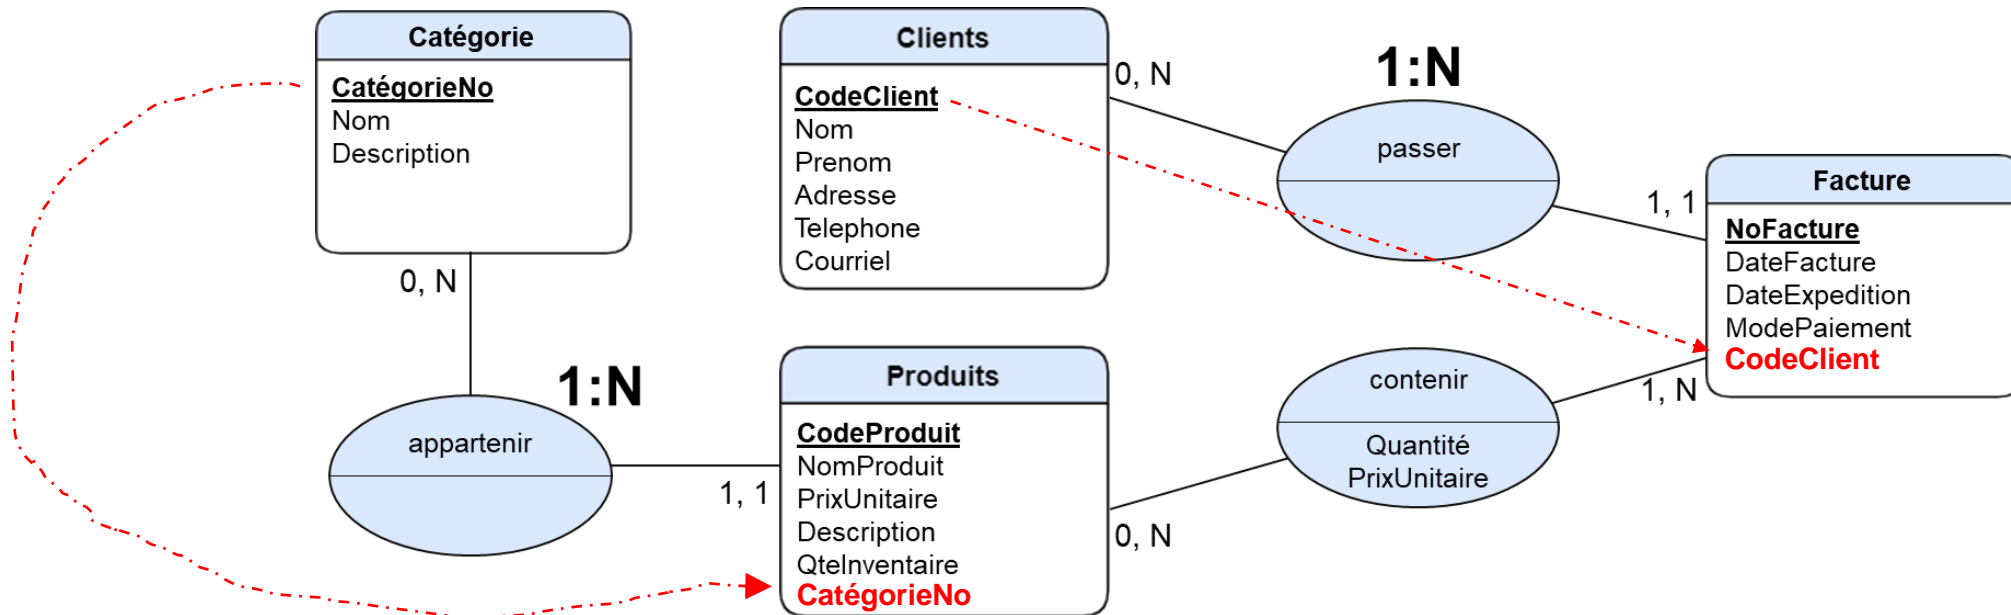 Catégorie
CatégorieNo
Nom
Description
0, N
Clients
CodeClient
Nom
Prenom
Adresse
Telephone
Courriel
0, N
1:N
passer
1, 1
Facture
NoFacture
DateFacture
DateExpedition
ModePaiement
CodeClient
1:N
appartenir
1, 1
Produits
CodeProduit
NomProduit
PrixUnitaire
Description
QteInventaire
CatégorieNo
0, N
contenir
Quantité
PrixUnitaire
1, N